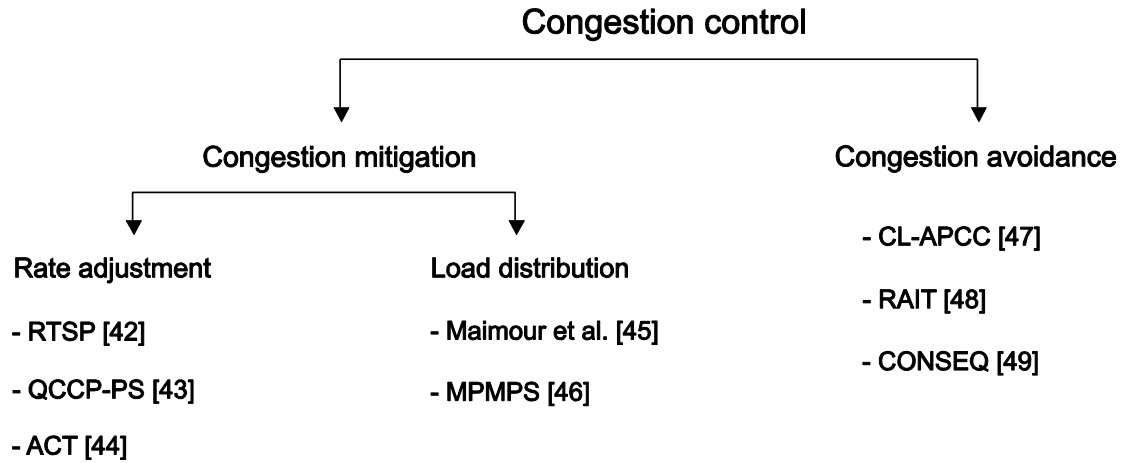 Congestion control
Congestion mitigation
Congestion avoidance
Rate adjustment
- RTSP [42]
- QCCP-PS [43]
- ACT [44]
Load distribution
- Maimour et al. [45]
- MPMPS [46]
- CL-APCC [47]
- RAIT [48]
- CONSEQ [49]